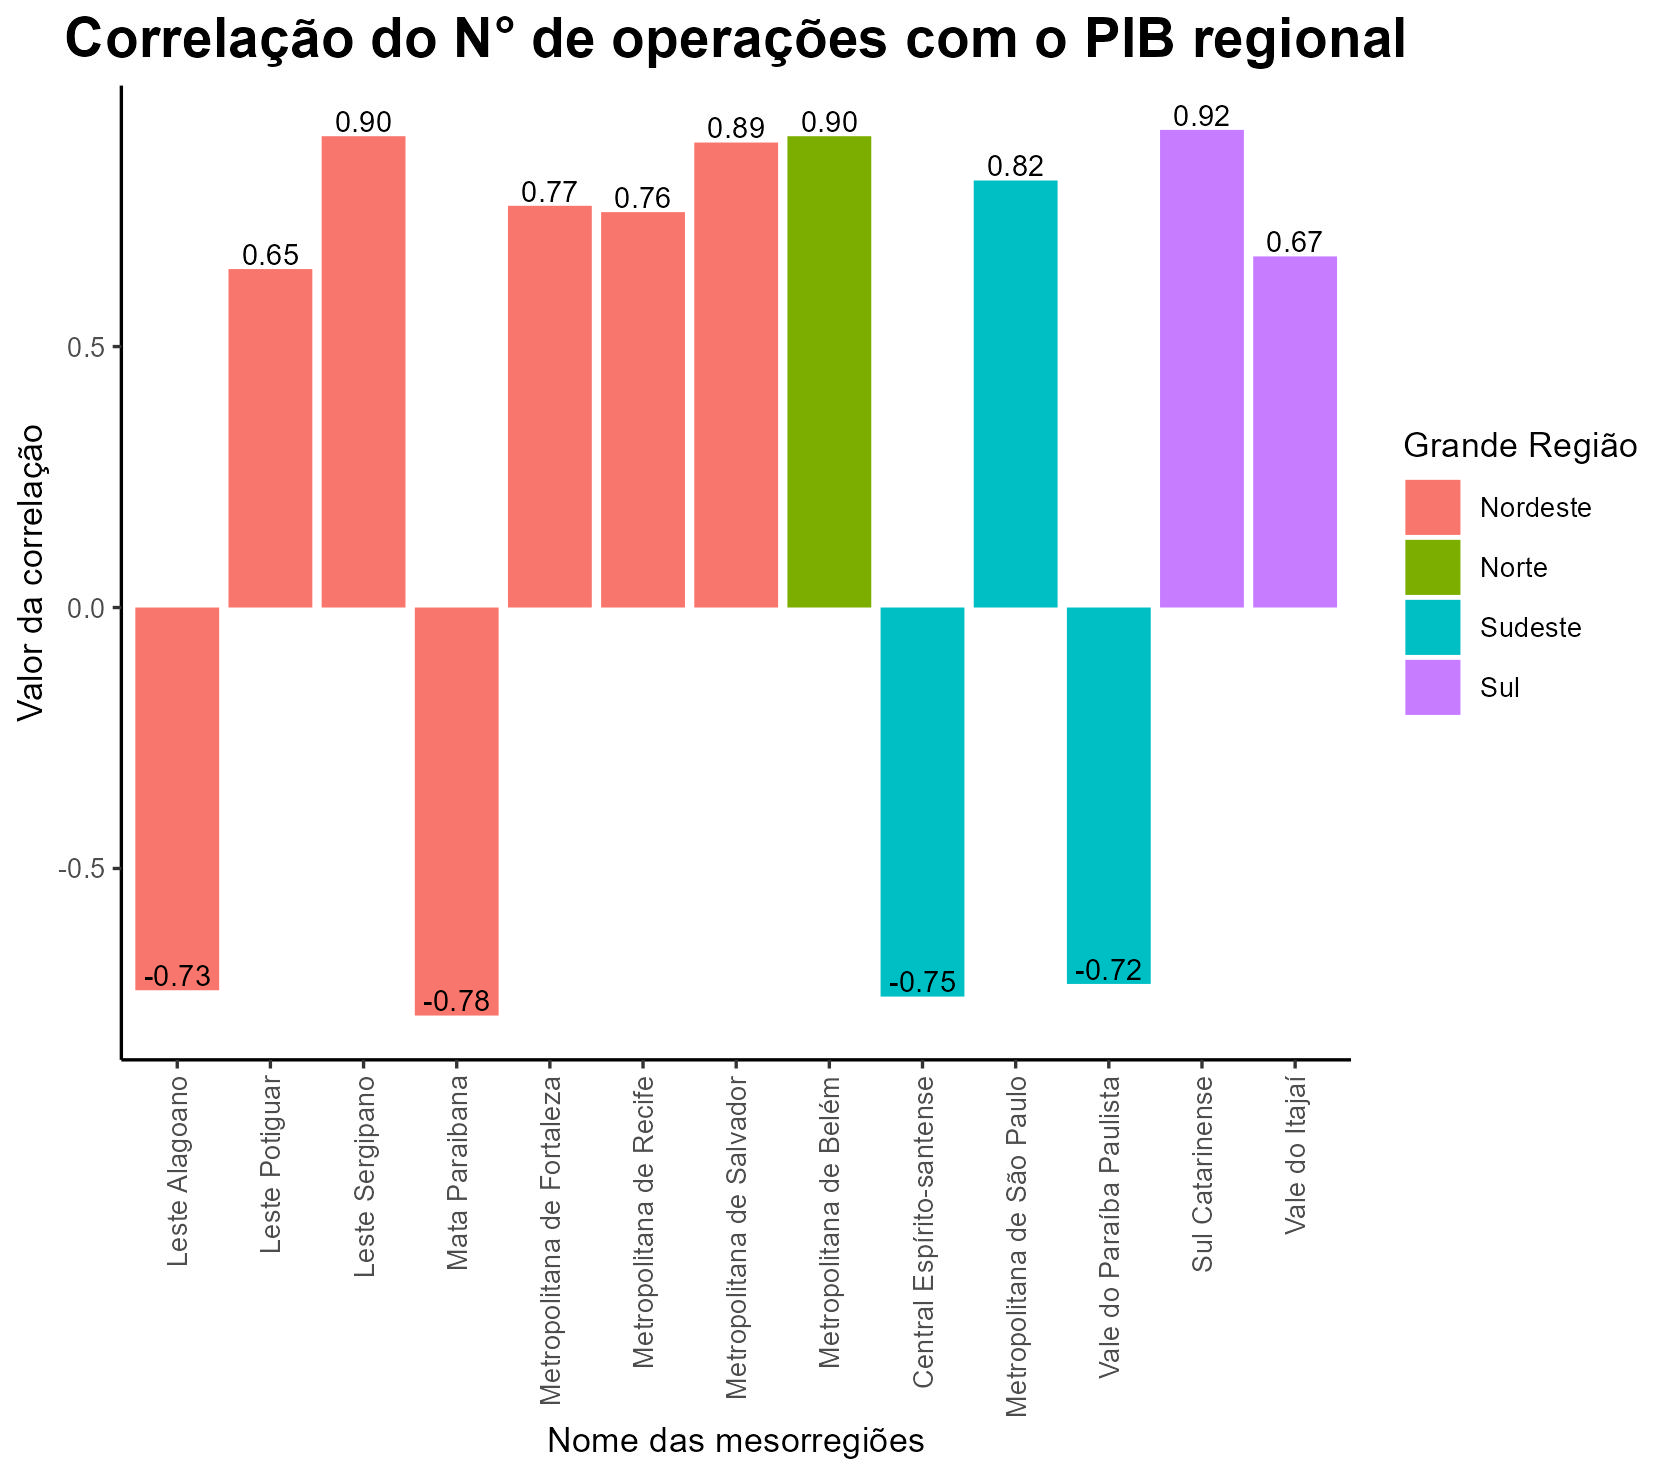 Correlação do N° de operações com o PIB regional
Valor da correlação
0.5
0.0
-0.5
-0.73
0.65
0.90
-0.78
0.77
0.76
0.89
0.90
-0.75
0.82
-0.72
0.92
0.67
Leste Alagoano
Leste Potiguar
Leste Sergipano
Mata Paraibana
Metropolitana de Fortaleza
Metropolitana de Recife
Metropolitana de Salvador
Metropolitana de Belém
Central Espírito-santense
Metropolitana de São Paulo
Vale do Paraíba Paulista
Sul Catarinense
Vale do Itajaí
Nome das mesorregiões
Grande Região
Nordeste
Norte
Sudeste
Sul